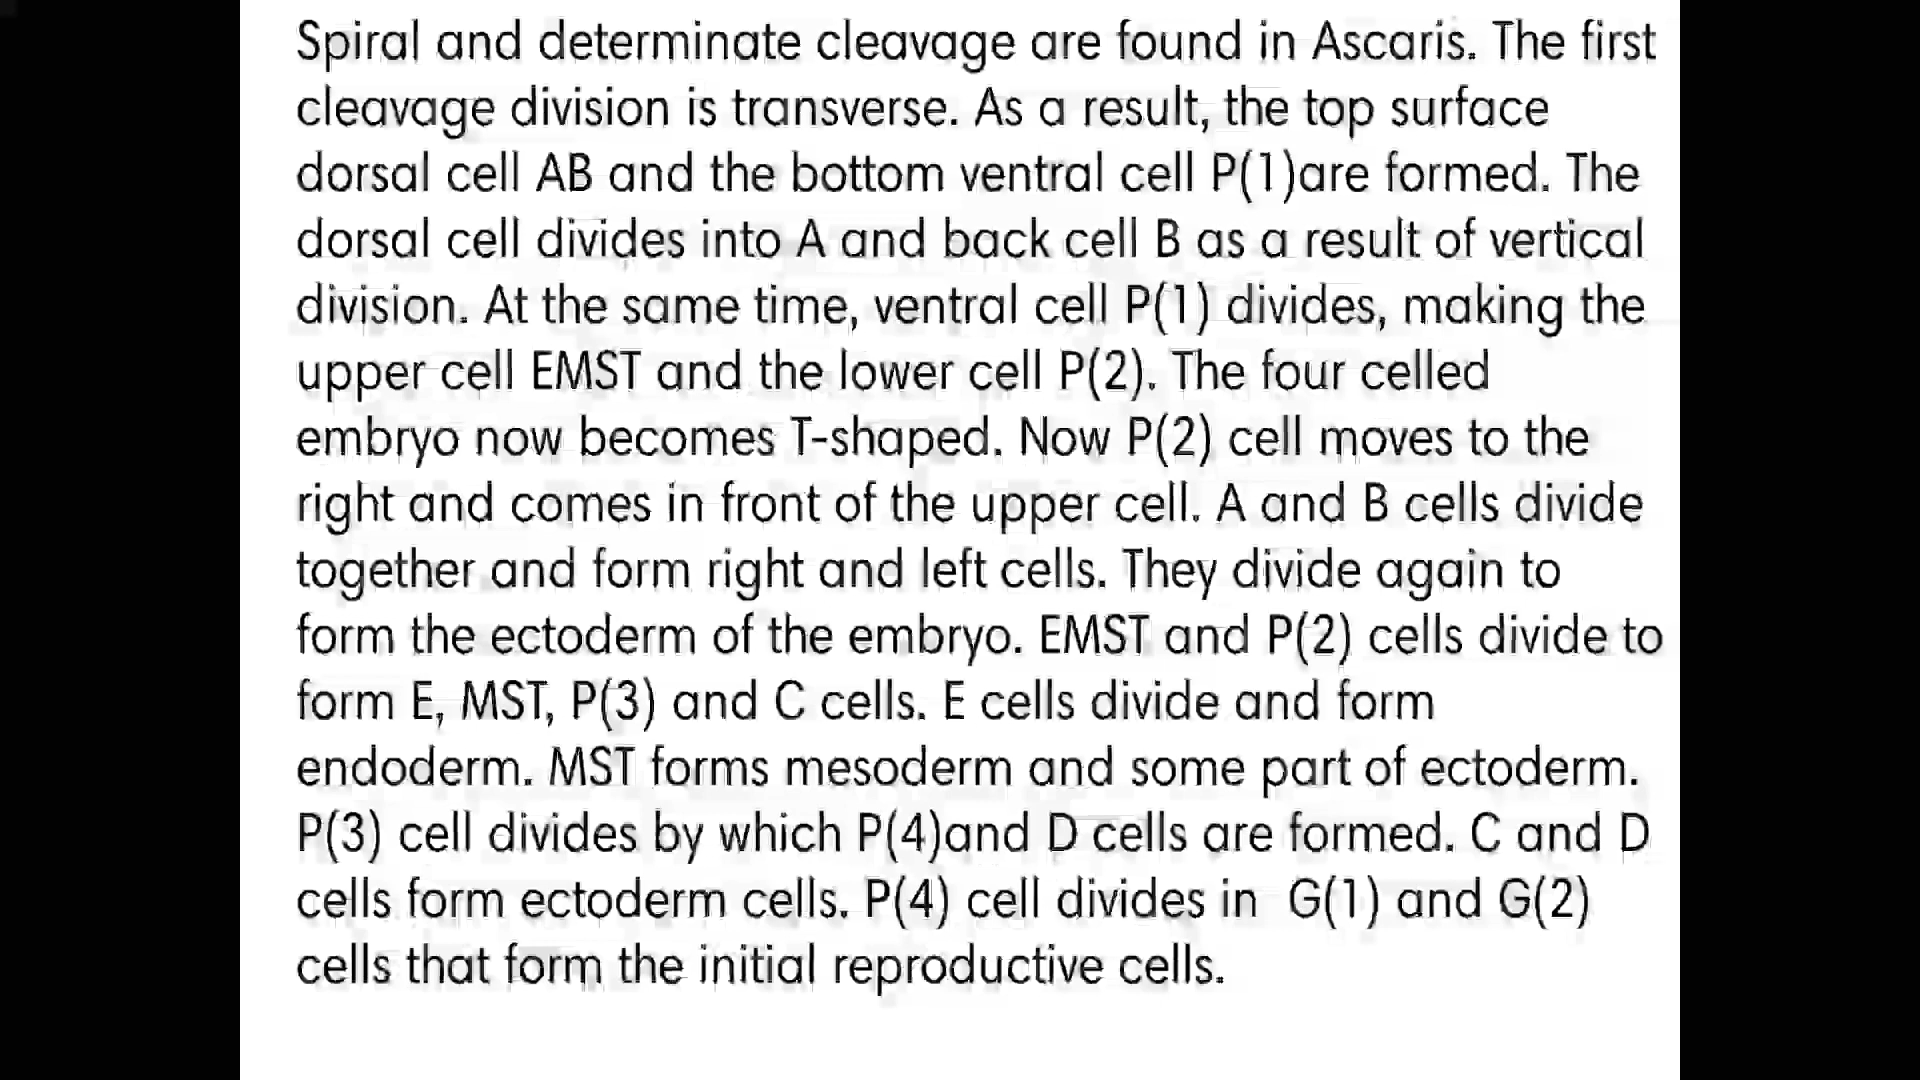 Spiral and determinate cleavage are found in Ascaris. The first
cleavage division is transverse. As a result, the top surface
dorsal cell AB and the bottom ventral cell P(1)are formed. The
dorsal cell divides into A and back cell B as a result of vertical
division. At the same time, ventral cell P(1) divides, making the
upper cell EMST and the lower cell P(2). The four celled
embryo now becomes T-shaped. Now P(2) cell moves to the
right and comes in front of the upper cell. A and B cells divide
together and form right and left cells. They divide again to
form the ectoderm of the embryo. EMST and P(2) cells divide to
form E, MST, P(3) and C cells. E cells divide and form
endoderm. MST forms mesoderm and some part of ectoderm.
P(3) cell divides by which P(4)and D cells are formed. C and D
cells form ectoderm cells. P(4) cell divides in  G(1) and G(2)
cells that form the initial reproductive cells.